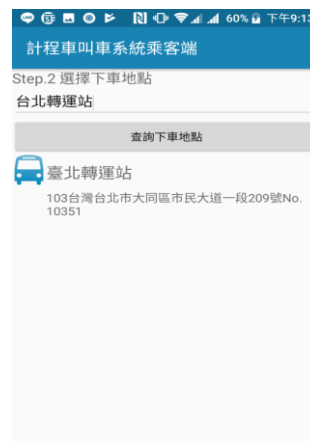 60% 下午9:13
計程車叫車系統乘客端
Step.2 選擇下車地點
台北轉運站
查詢下車地點
臺北轉運站
103台灣台北市大同區市民大道一段209號No.
10351